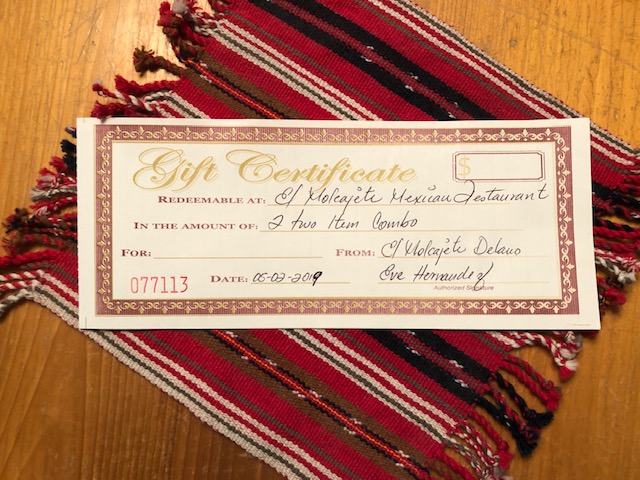 Gift Certificate
$
REDEEMABLE AT: El Molcajete Mexican Restaurant
IN THE AMOUNT OF: 2 two Item Combo
FOR: FROM: El Molcajete Delano
077113 DATE: 05-02-2019 Eve Hernandez
Authorized Signature